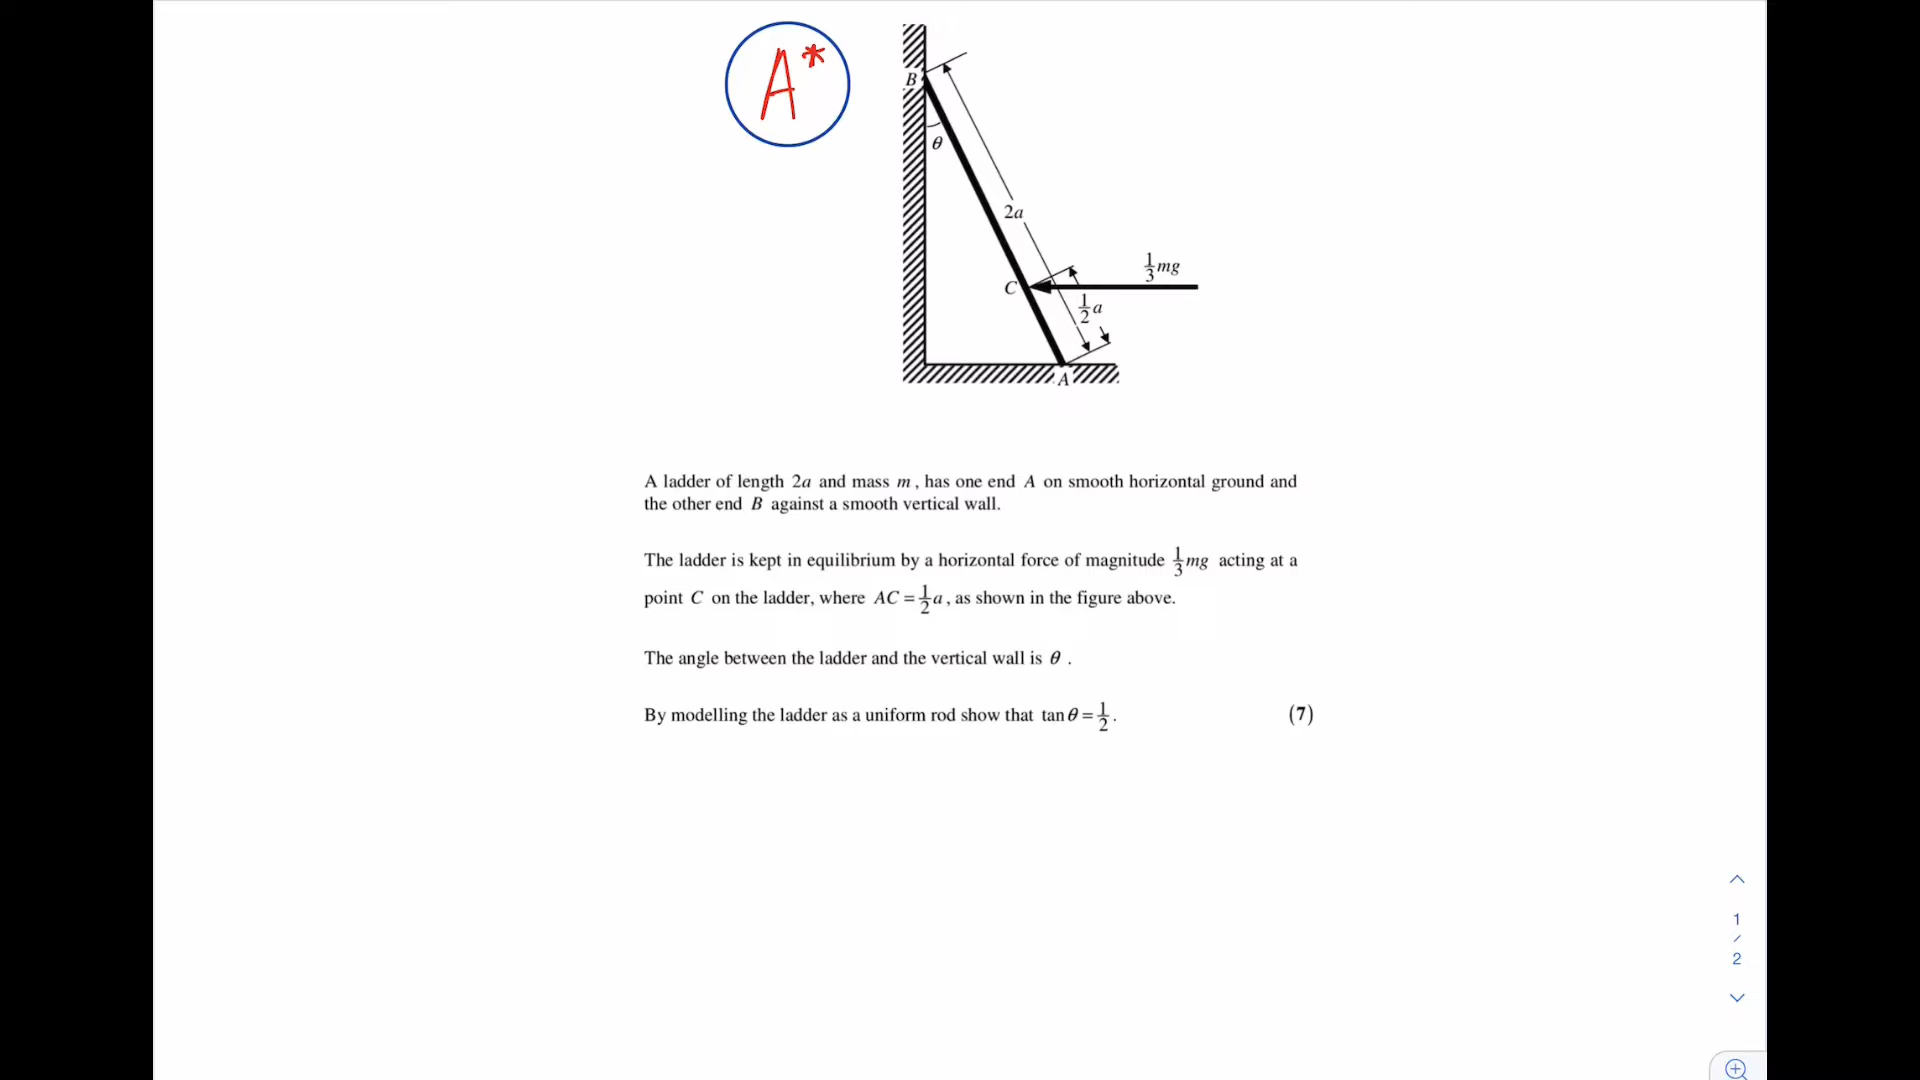 A*
B
θ
2a
1/3 mg
C
1/2 a
A
A ladder of length 2a and mass m, has one end A on smooth horizontal ground and
the other end B against a smooth vertical wall.
The ladder is kept in equilibrium by a horizontal force of magnitude 1/3 mg acting at a
point C on the ladder, where AC = 1/2 a, as shown in the figure above.
The angle between the ladder and the vertical wall is θ .
By modelling the ladder as a uniform rod show that tan θ = 1/2 . (7)
1
/
2